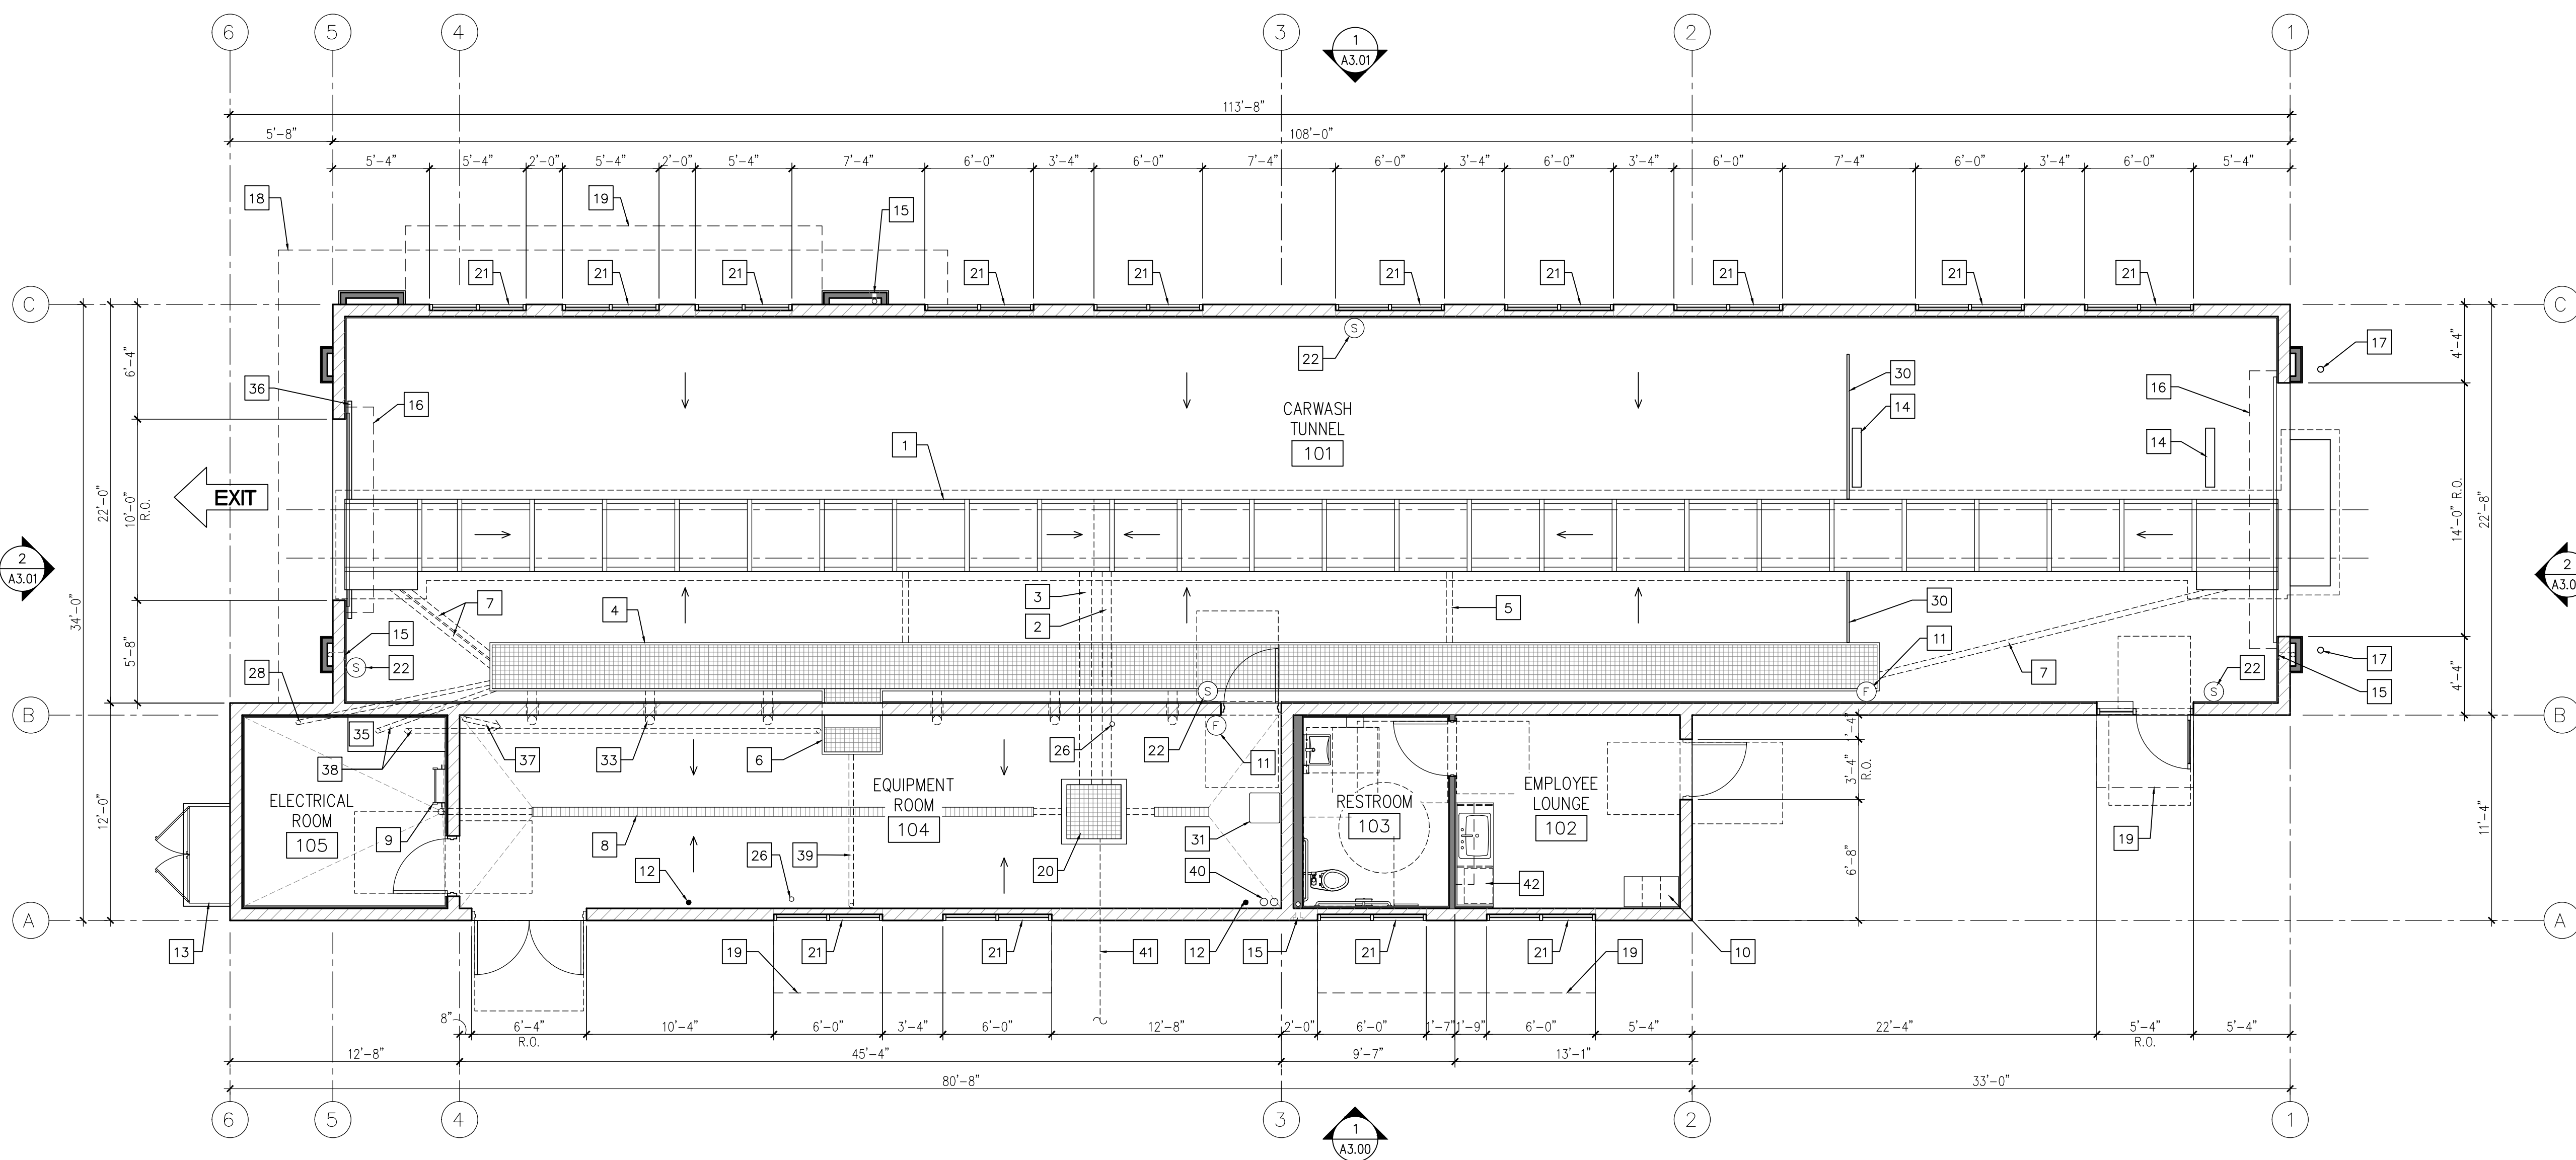 6 5 4 3 2 1
1
A3.01
113'-8"
5'-8" 108'-0"
5'-4" 5'-4" 2'-0" 5'-4" 2'-0" 5'-4" 7'-4" 6'-0" 3'-4" 6'-0" 7'-4" 6'-0" 3'-4" 6'-0" 3'-4" 6'-0" 7'-4" 6'-0" 3'-4" 6'-0" 5'-4"
18 19 15
21 21 21 21 21 21 21 21 21 21
C C
S
22
17
36 16
6'-4"
4'-4"
30
14
16
14
CARWASH
TUNNEL
101
1
EXIT
34'-0"
22'-0"
10'-0"
R.O.
14'-0" R.O.
22'-8"
2
A3.01
2
A3.0
7 4 3 2 5 30 11
5'-8"
4'-4"
15
S 22
28
7
22
S
17
15
S
F
B B
35
38
37
33
6
26
22
F
11
ELECTRICAL
ROOM
105
EQUIPMENT
ROOM
104
RESTROOM
103
EMPLOYEE
LOUNGE
102
3'-4"
R.O.
12'-0"
11'-4"
6'-8"
9
8
12
26
39
20
31
40
42
19
A A
13
19
21
21
41
12
15
21
21
19
10
8" 6'-4" 10'-4" 6'-0" 3'-4" 6'-0" 12'-8" 2'-0" 6'-0" 1'-7" 1'-9" 6'-0" 5'-4" 22'-4" 5'-4" 5'-4"
R.O. R.O.
12'-8" 45'-4" 9'-7" 13'-1"
80'-8" 33'-0"
6 5 4 3 2 1
1
A3.00